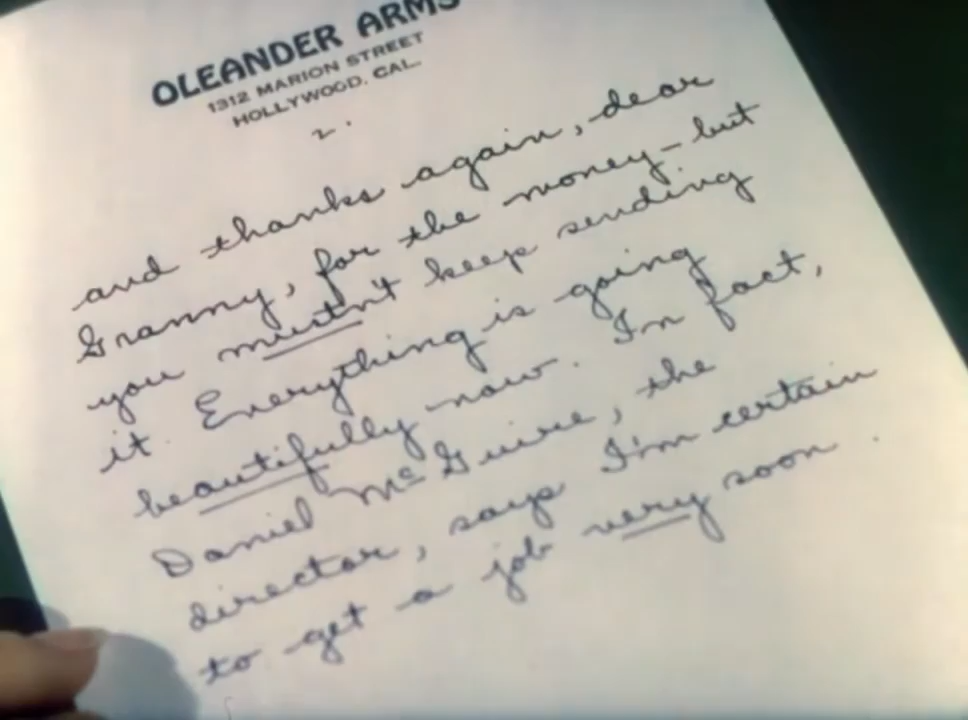 OLEANDER ARMS
1312 MARION STREET
HOLLYWOOD, CAL.
2.
and thanks again, dear
Granny, for the money – but
you mustn't keep sending
it. Everything is going
beautifully now. In fact,
Daniel McGuire, the
director, says I'm certain
to get a job very soon.